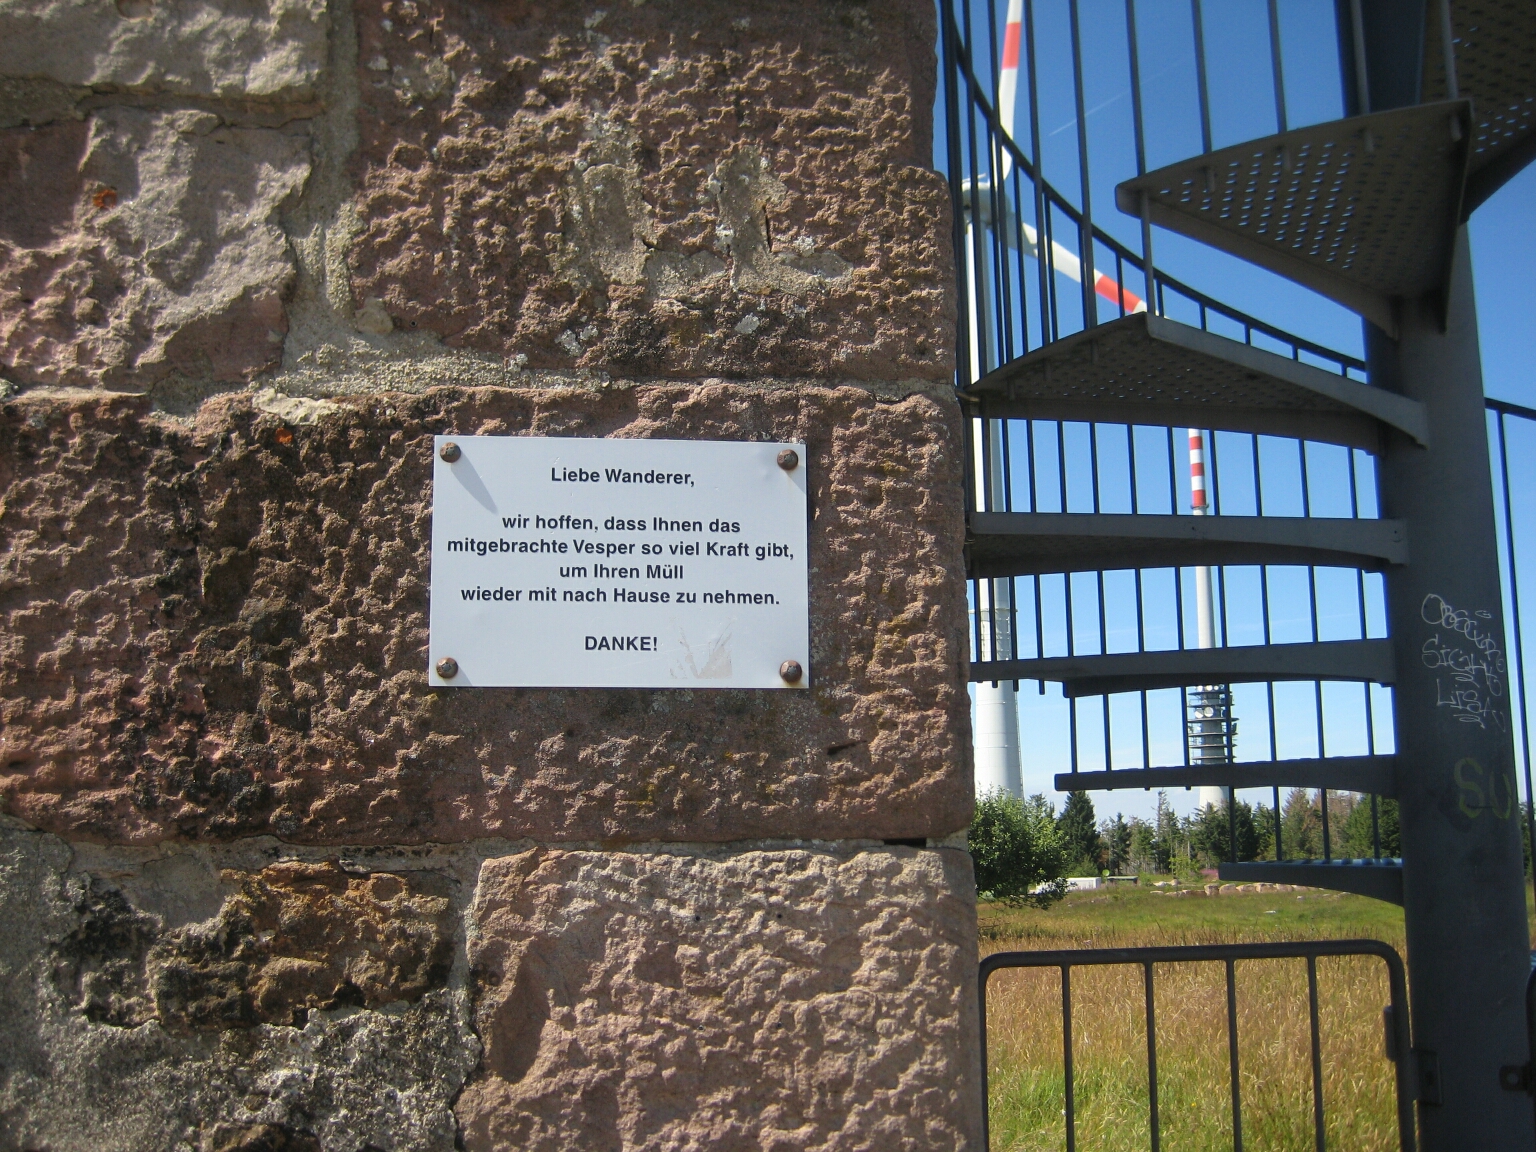 Liebe Wanderer,
wir hoffen, dass Ihnen das
mitgebrachte Vesper so viel Kraft gibt,
um Ihren Müll
wieder mit nach Hause zu nehmen.
DANKE!
SU